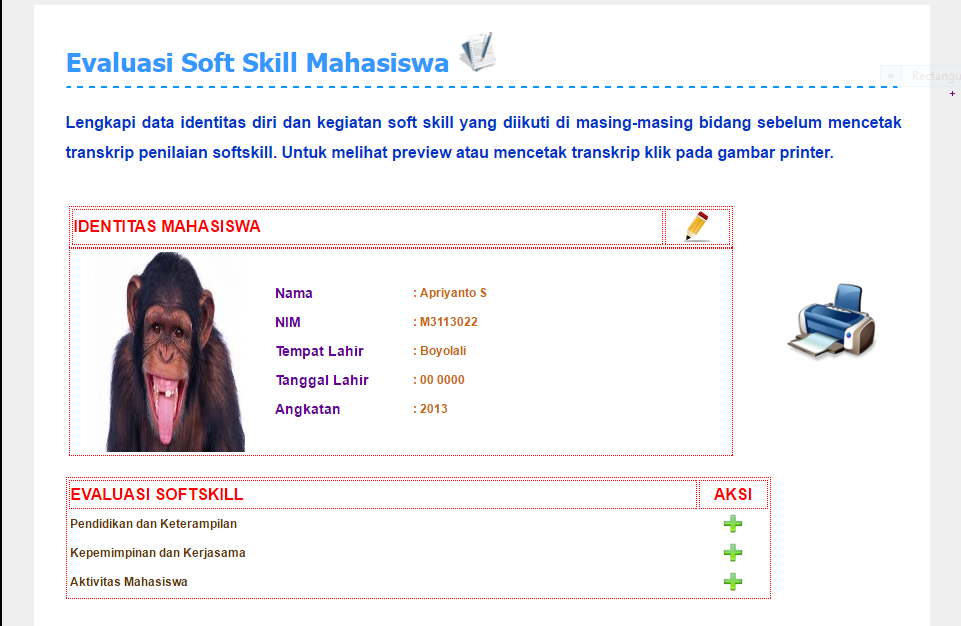 Evaluasi Soft Skill Mahasiswa
Lengkapi data identitas diri dan kegiatan soft skill yang diikuti di masing-masing bidang sebelum mencetak
transkrip penilaian softskill. Untuk melihat preview atau mencetak transkrip klik pada gambar printer.
IDENTITAS MAHASISWA
Nama : Apriyanto S
NIM : M3113022
Tempat Lahir : Boyolali
Tanggal Lahir : 00 0000
Angkatan : 2013
EVALUASI SOFTSKILL AKSI
Pendidikan dan Keterampilan
Kepemimpinan dan Kerjasama
Aktivitas Mahasiswa